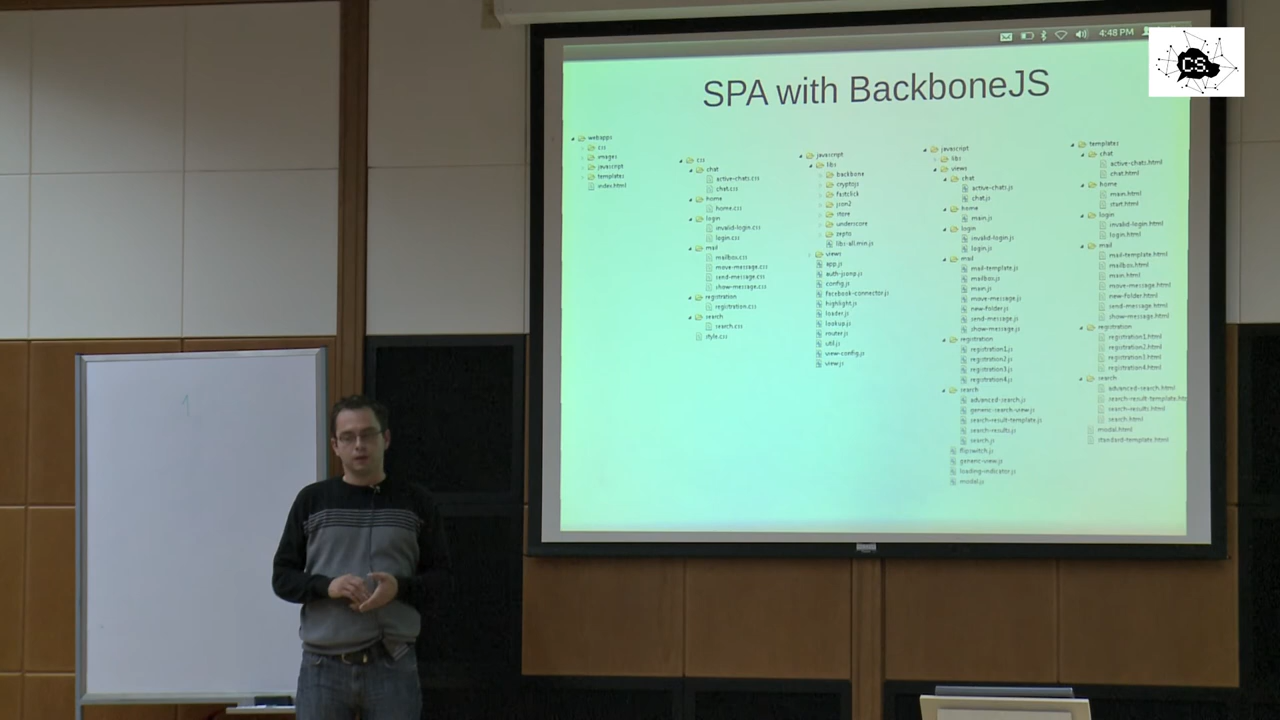 4:48 PM
CS.
SPA with BackboneJS
webapps
css
images
javascript
templates
index.html
css
chat
active-chats.css
chat.css
home
home.css
login
invalid-login.css
login.css
mail
mailbox.css
move-message.css
send-message.css
show-message.css
registration
registration.css
search
search.css
style.css
javascript
libs
backbone
cryptojs
fastclick
json2
store
underscore
zepto
libs-all.min.js
views
app.js
auth-jsonp.js
config.js
facebook-connector.js
highlight.js
loader.js
lookup.js
router.js
util.js
view-config.js
view.js
javascript
libs
views
chat
active-chats.js
chat.js
home
main.js
login
invalid-login.js
login.js
mail
mail-template.js
mailbox.js
main.js
move-message.js
new-folder.js
send-message.js
show-message.js
registration
registration1.js
registration2.js
registration3.js
registration4.js
search
advanced-search.js
generic-search-view.js
search-result-template.js
search-results.js
search.js
flipswitch.js
generic-view.js
loading-indicator.js
modal.js
templates
chat
active-chats.html
chat.html
home
main.html
start.html
login
invalid-login.html
login.html
mail
mail-template.html
mailbox.html
main.html
move-message.html
new-folder.html
send-message.html
show-message.html
registration
registration1.html
registration2.html
registration3.html
registration4.html
search
advanced-search.html
search-result-template.htm
search-results.html
search.html
modal.html
standard-template.html